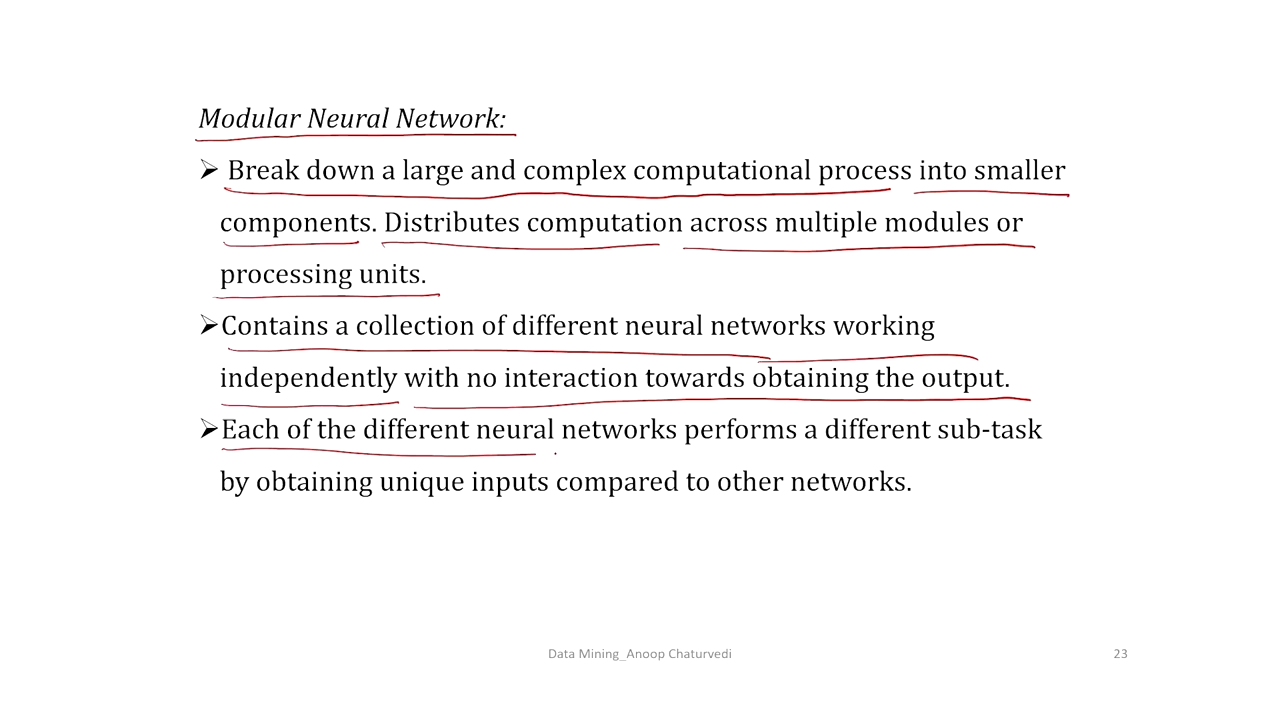 Modular Neural Network:
➢ Break down a large and complex computational process into smaller
components. Distributes computation across multiple modules or
processing units.
➢Contains a collection of different neural networks working
independently with no interaction towards obtaining the output.
➢Each of the different neural networks performs a different sub-task
by obtaining unique inputs compared to other networks.
Data Mining_Anoop Chaturvedi
23